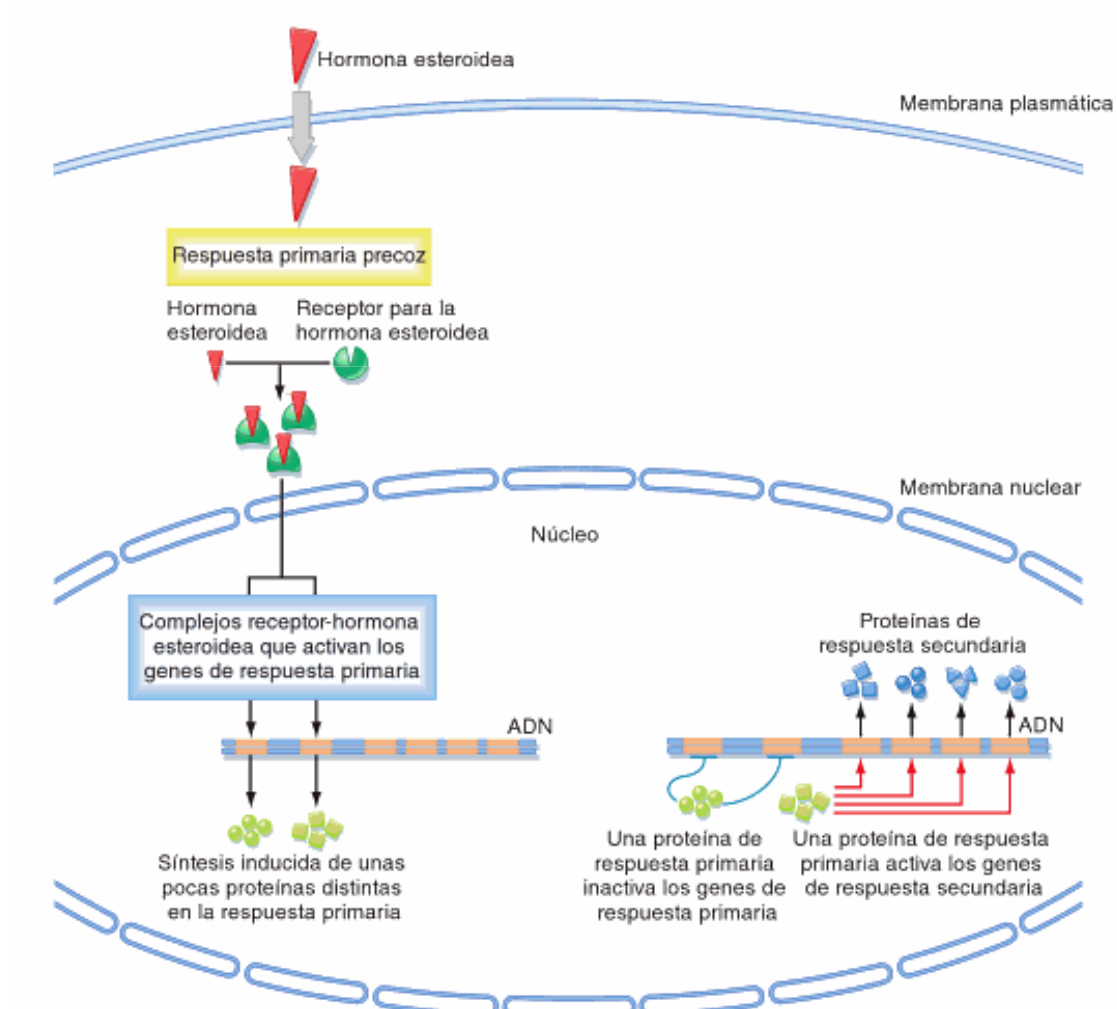 Hormona esteroidea
Membrana plasmática
Respuesta primaria precoz
Hormona
esteroidea
Receptor para la
hormona esteroidea
Membrana nuclear
Núcleo
Complejos receptor-hormona
esteroidea que activan los
genes de respuesta primaria
ADN
Síntesis inducida de unas
pocas proteínas distintas
en la respuesta primaria
Proteínas de
respuesta secundaria
ADN
Una proteína de
respuesta primaria
inactiva los genes de
respuesta primaria
Una proteína de respuesta
primaria activa los genes
de respuesta secundaria